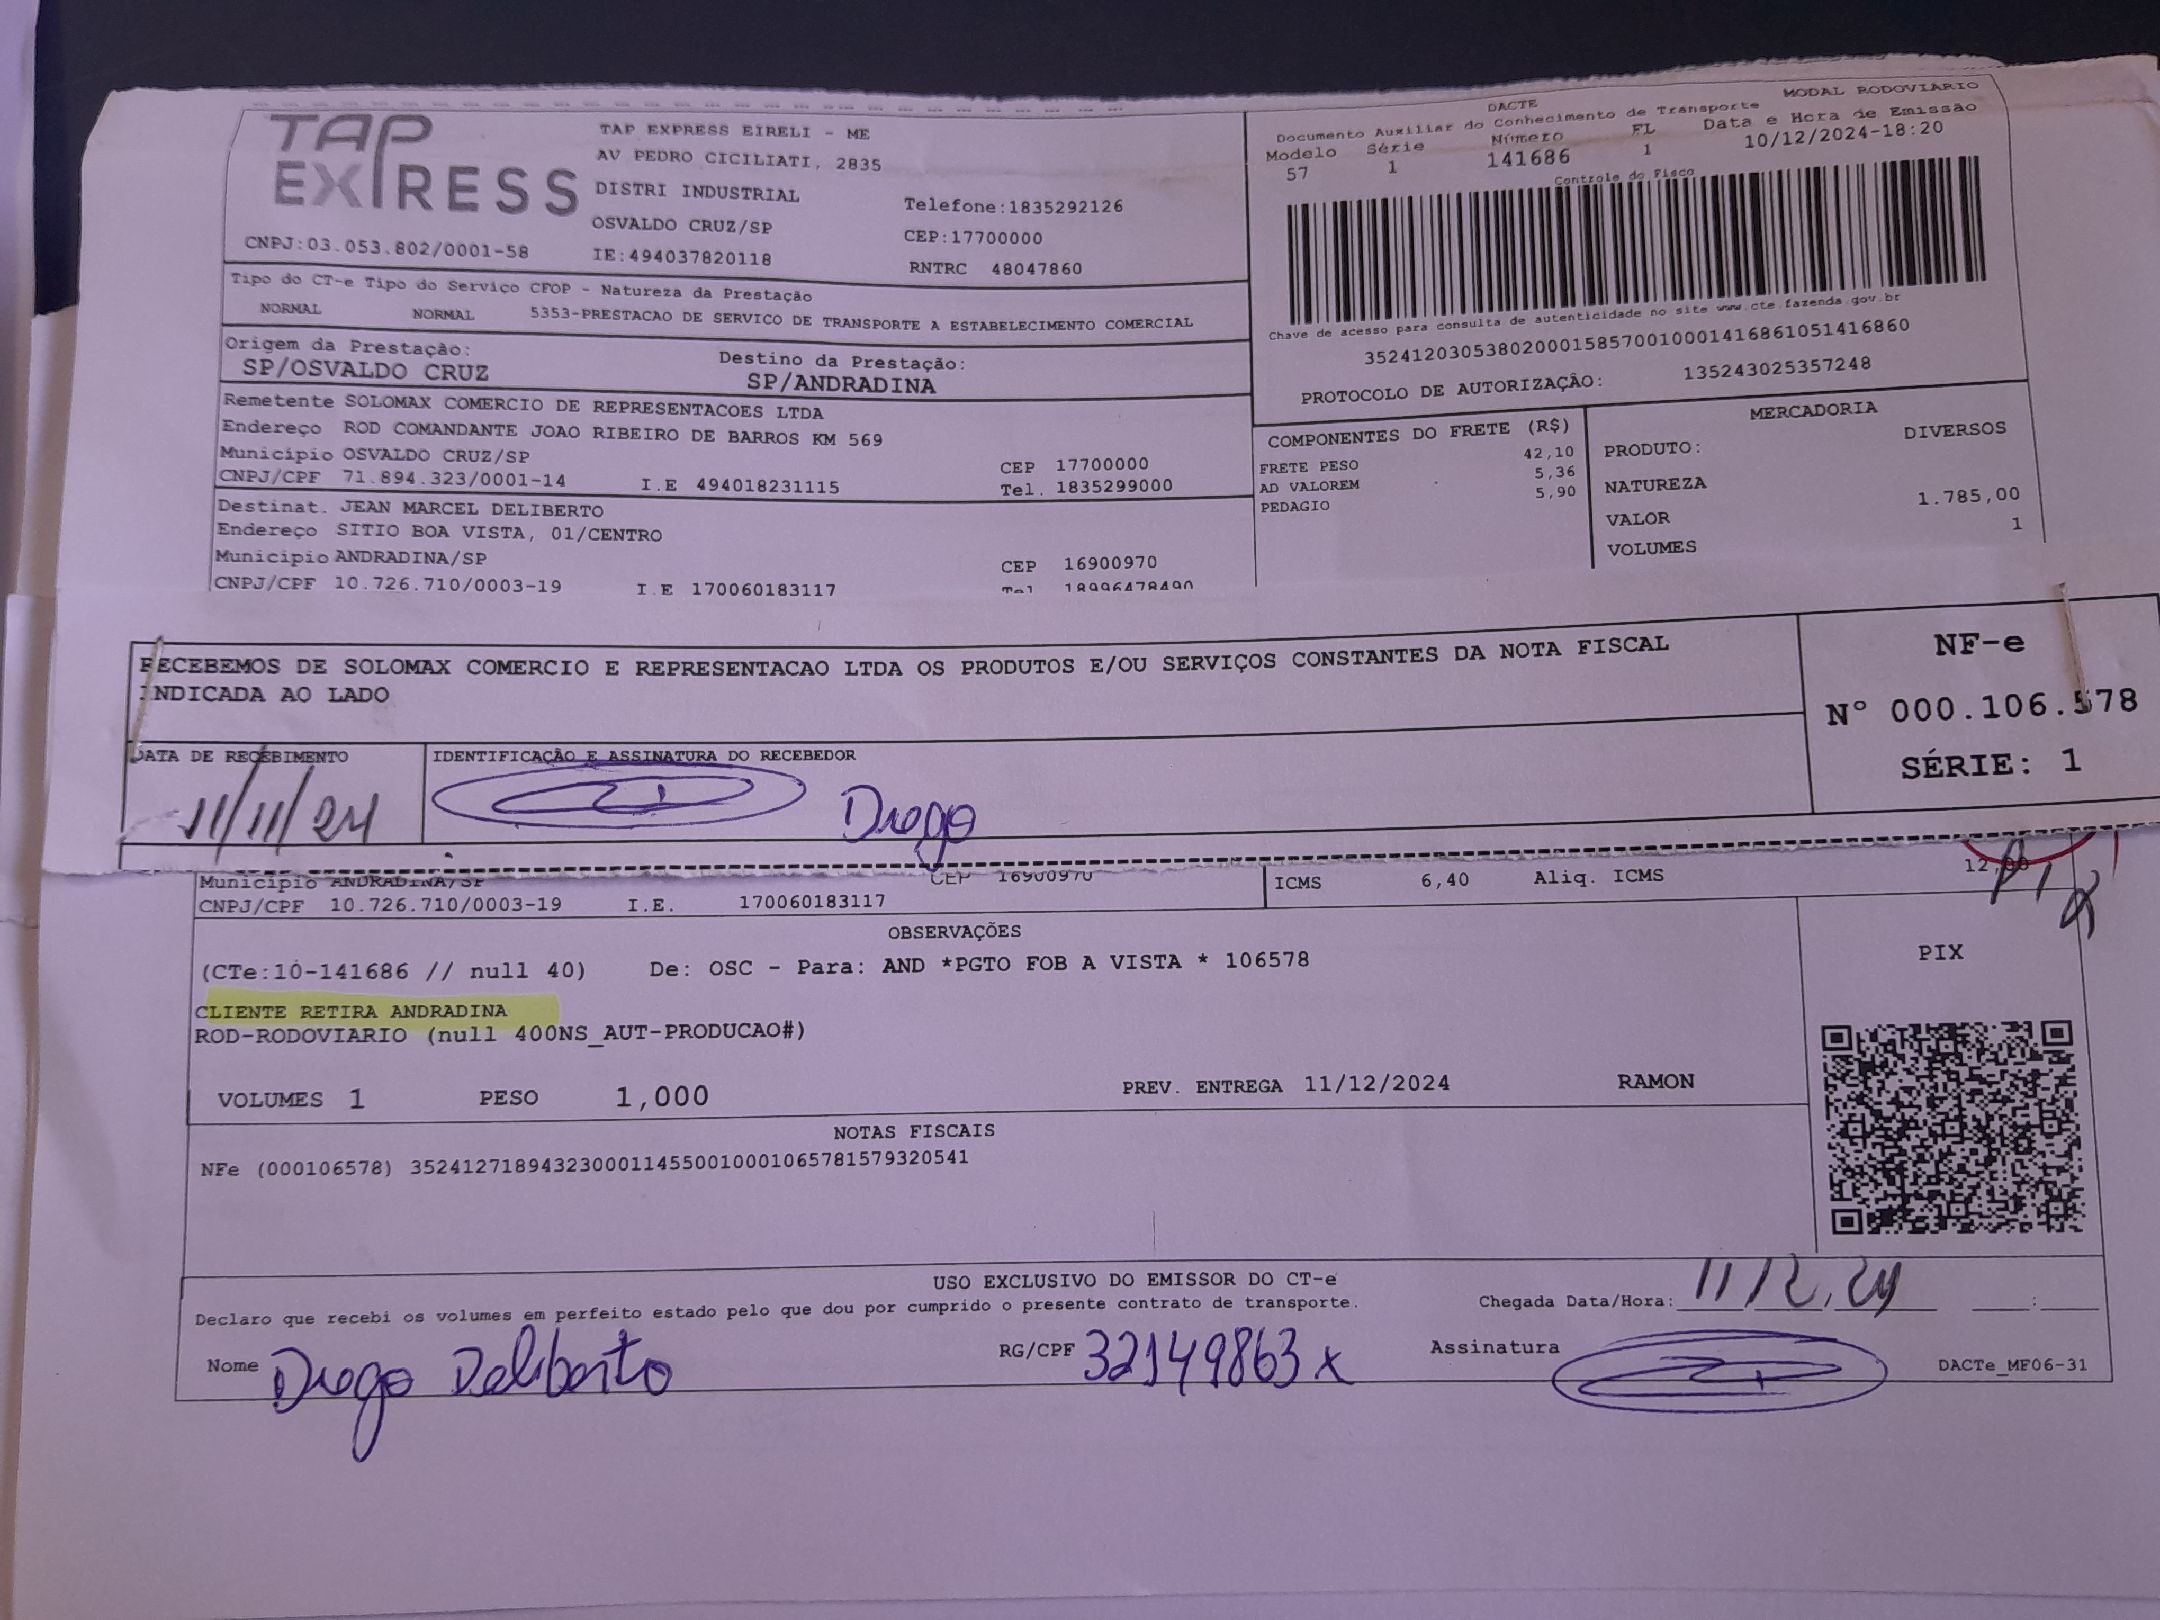 TAP EXPRESS
TAP EXPRESS EIRELI - ME
AV PEDRO CICILIATI, 2835
DISTRI INDUSTRIAL
OSVALDO CRUZ/SP
Telefone:1835292126
CEP:17700000
CNPJ:03.053.802/0001-58 IE:494037820118 RNTRC 48047860
DACTE MODAL RODOVIARIO
Documento Auxiliar do Conhecimento de Transporte
Modelo Série Número FL Data e Hora de Emissão
57 1 141686 1 10/12/2024-18:20
Controle do Fisco
Chave de acesso para consulta de autenticidade no site www.cte.fazenda.gov.br
35241203053802000158570010001416861051416860
PROTOCOLO DE AUTORIZAÇÃO: 135243025357248
Tipo do CT-e Tipo do Serviço CFOP - Natureza da Prestação
NORMAL NORMAL 5353-PRESTACAO DE SERVICO DE TRANSPORTE A ESTABELECIMENTO COMERCIAL
Origem da Prestação: Destino da Prestação:
SP/OSVALDO CRUZ SP/ANDRADINA
Remetente SOLOMAX COMERCIO DE REPRESENTACOES LTDA
Endereço ROD COMANDANTE JOAO RIBEIRO DE BARROS KM 569
Município OSVALDO CRUZ/SP CEP 17700000
CNPJ/CPF 71.894.323/0001-14 I.E 494018231115 Tel. 1835299000
Destinat. JEAN MARCEL DELIBERTO
Endereço SITIO BOA VISTA, 01/CENTRO
Município ANDRADINA/SP CEP 16900970
CNPJ/CPF 10.726.710/0003-19 I.E 170060183117 Tel 18996478490
COMPONENTES DO FRETE (R$)
FRETE PESO 42,10
AD VALOREM 5,36
PEDAGIO 5,90
MERCADORIA
PRODUTO: DIVERSOS
NATUREZA
VALOR 1.785,00
VOLUMES 1
RECEBEMOS DE SOLOMAX COMERCIO E REPRESENTACAO LTDA OS PRODUTOS E/OU SERVIÇOS CONSTANTES DA NOTA FISCAL
INDICADA AO LADO
NF-e
Nº 000.106.578
SÉRIE: 1
DATA DE RECEBIMENTO IDENTIFICAÇÃO E ASSINATURA DO RECEBEDOR
11/11/24 Diogo
Município ANDRADINA/SP CEP 16900970
CNPJ/CPF 10.726.710/0003-19 I.E. 170060183117
ICMS 6,40 Aliq. ICMS
OBSERVAÇÕES
(CTe:10-141686 // null 40) De: OSC - Para: AND *PGTO FOB A VISTA * 106578
CLIENTE RETIRA ANDRADINA
ROD-RODOVIARIO (null 400NS_AUT-PRODUCAO#)
PIX
VOLUMES 1 PESO 1,000 PREV. ENTREGA 11/12/2024 RAMON
NOTAS FISCAIS
NFe (000106578) 35241271894323000114550010001065781579320541
USO EXCLUSIVO DO EMISSOR DO CT-e
Declaro que recebi os volumes em perfeito estado pelo que dou por cumprido o presente contrato de transporte. Chegada Data/Hora: 11 12, 24 :
Nome Diogo Deliberto RG/CPF 32149863 x Assinatura
DACTe_MF06-31